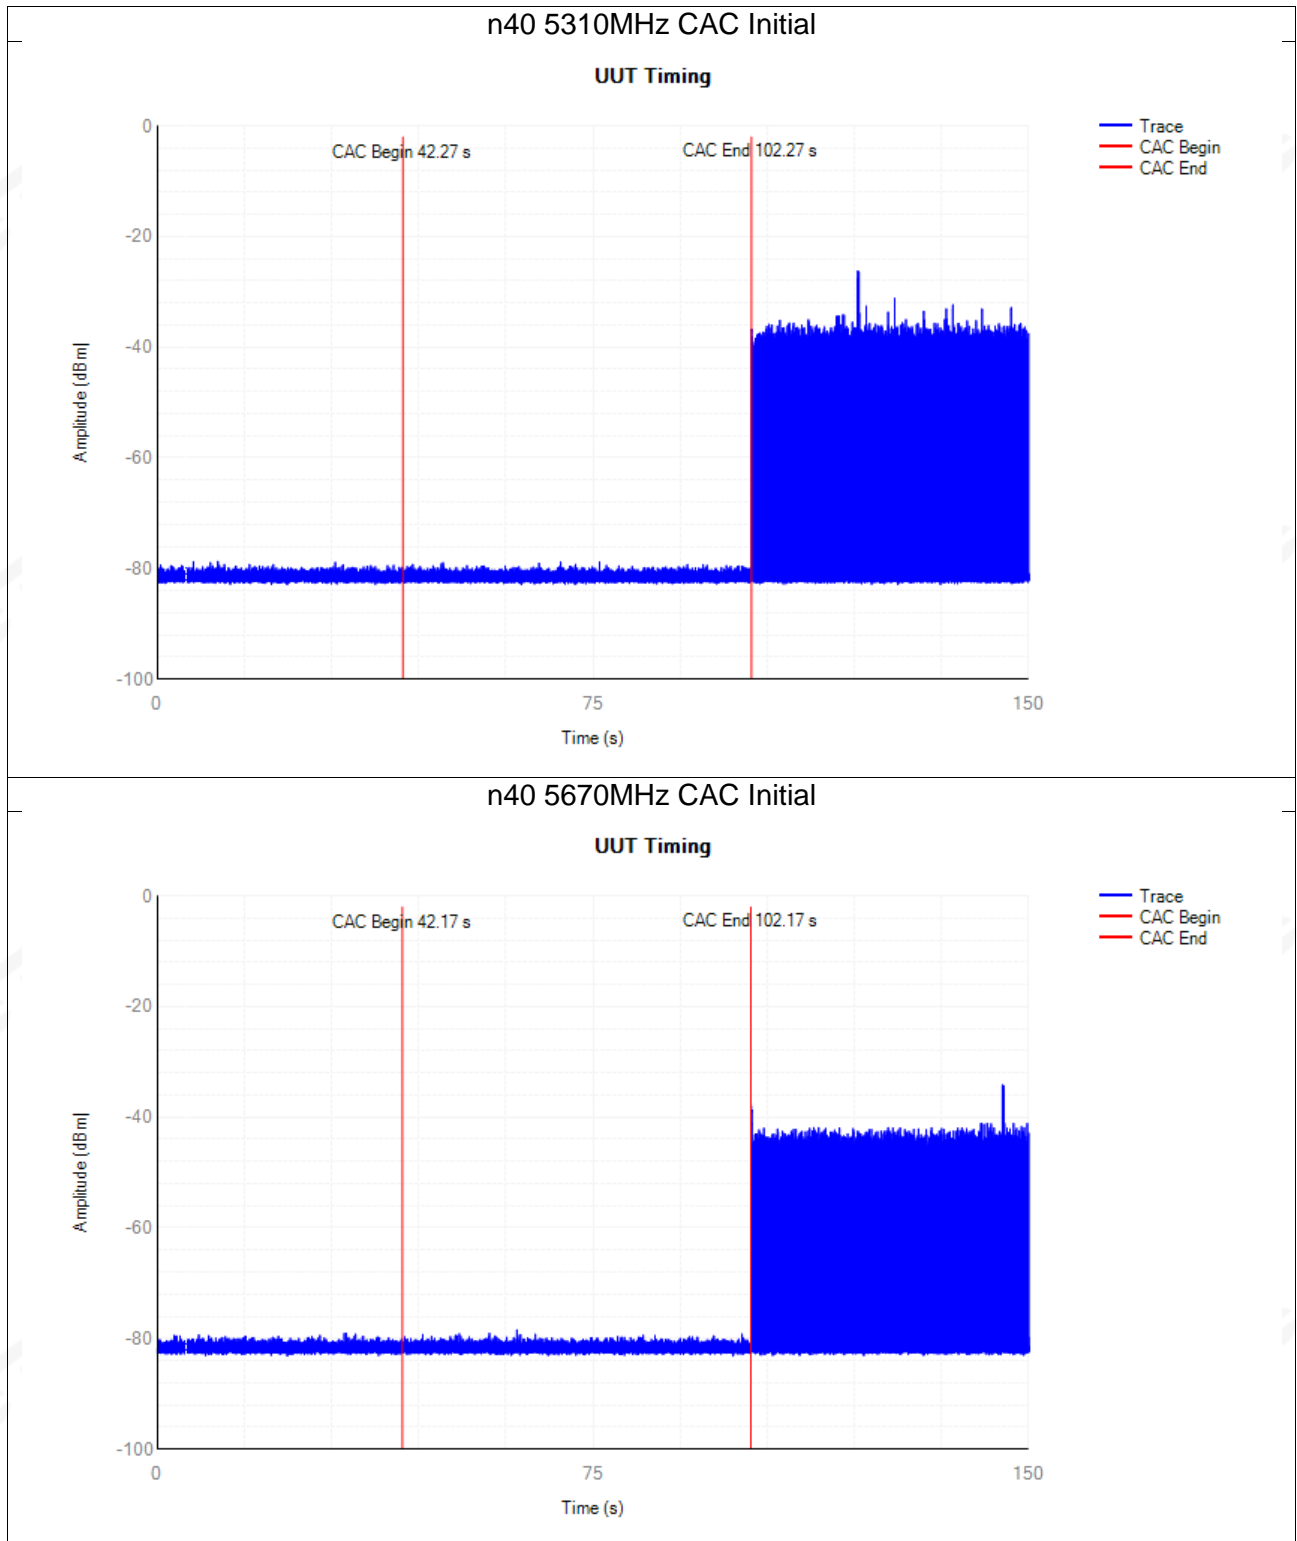 n40 5310MHz CAC Initial
UUT Timing
0
-20
-40
-60
-80
-100
Amplitude (dBm)
CAC Begin 42.27 s
CAC End 102.27 s
Trace
CAC Begin
CAC End
0
75
150
Time (s)
n40 5670MHz CAC Initial
UUT Timing
0
-20
-40
-60
-80
-100
Amplitude (dBm)
CAC Begin 42.17 s
CAC End 102.17 s
Trace
CAC Begin
CAC End
0
75
150
Time (s)